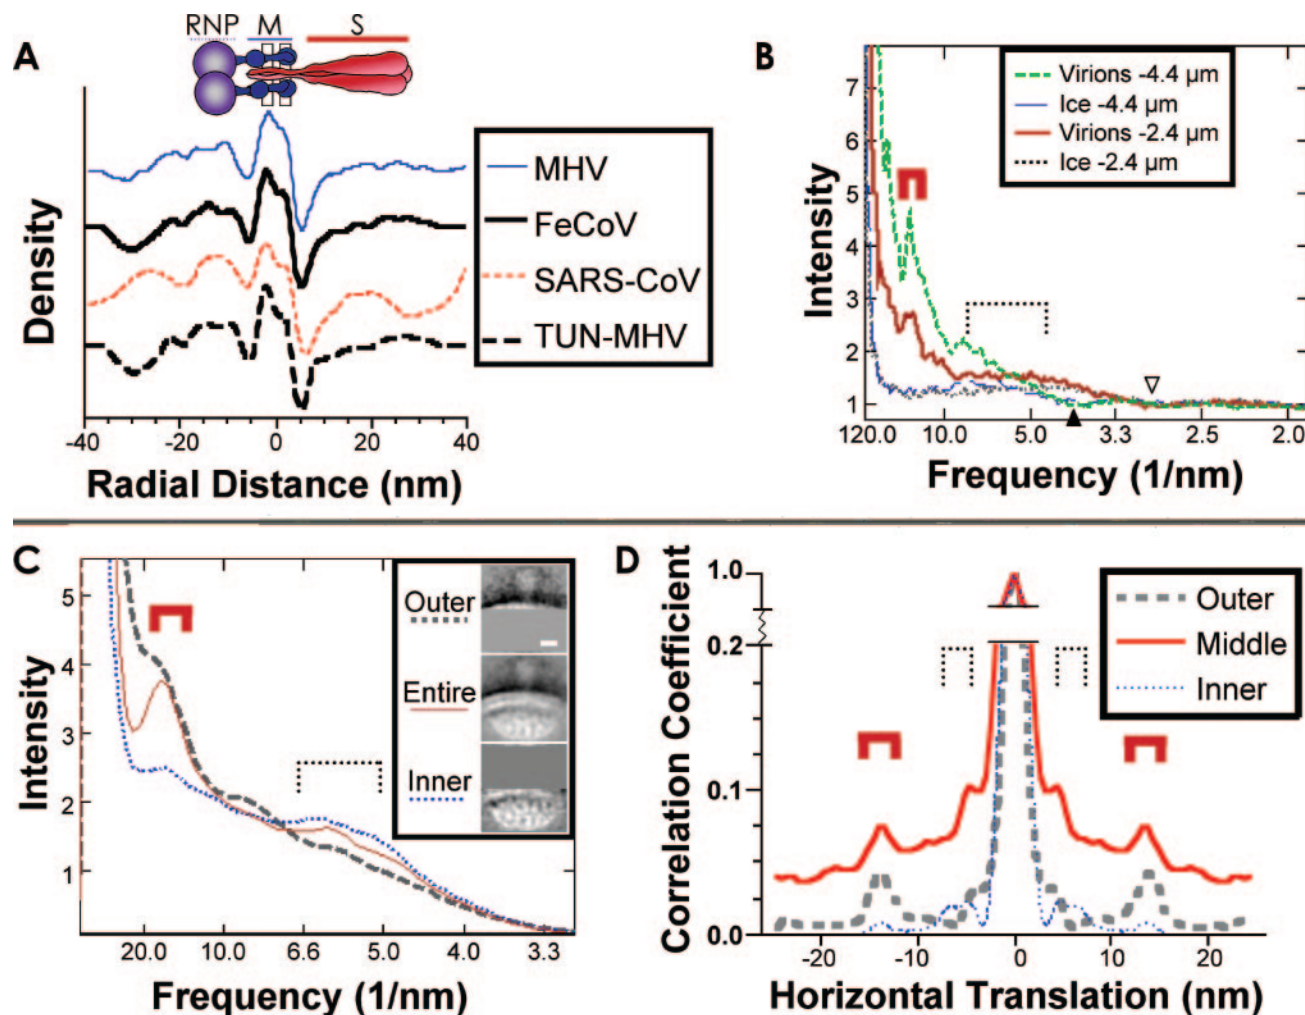 A
RNP M S
Density
MHV
FeCoV
SARS-CoV
TUN-MHV
-40 -20 0 20 40
Radial Distance (nm)
B
Intensity
7
6
5
4
3
2
1
Virions -4.4 µm
Ice -4.4 µm
Virions -2.4 µm
Ice -2.4 µm
120.0 10.0 5.0 3.3 2.5 2.0
Frequency (1/nm)
C
Intensity
5
4
3
2
1
Outer
Entire
Inner
20.0 10.0 6.6 5.0 4.0 3.3
Frequency (1/nm)
D
Correlation Coefficient
1.0
0.2
0.1
0.0
Outer
Middle
Inner
-20 -10 0 10 20
Horizontal Translation (nm)